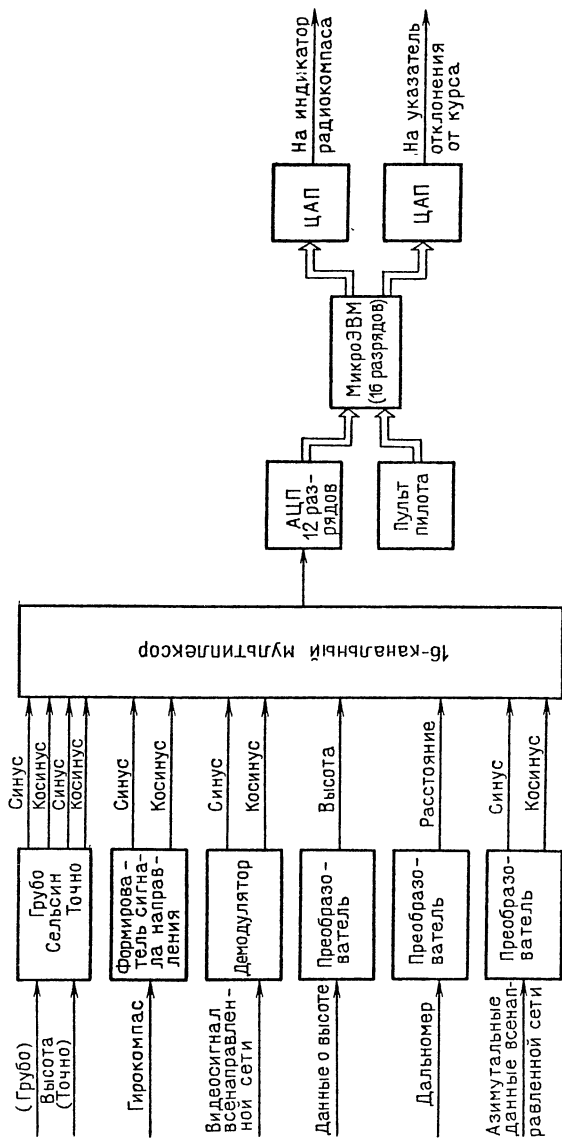 (Грубо)
Высота
(Точно)
Гирокомпас
Видеосигнал
всенаправлен-
ной сети
Данные о высоте
Дальномер
Азимутальные
данные всенап-
равленной сети
Грубо
Сельсин
Точно
Формирова-
тель сигна-
ла направ-
ления
Демодулятор
Преобразо-
ватель
Преобразо-
ватель
Преобразо-
ватель
Синус
Косинус
Синус
Косинус
Синус
Косинус
Синус
Косинус
Высота
Расстояние
Синус
Косинус
16-канальный мультиплексор
АЦП
12 раз-
рядов
Пульт
пилота
МикроЭВМ
(16 разрядов)
ЦАП
ЦАП
На индикатор
радиокомпаса
На указатель
отклонения
от курса